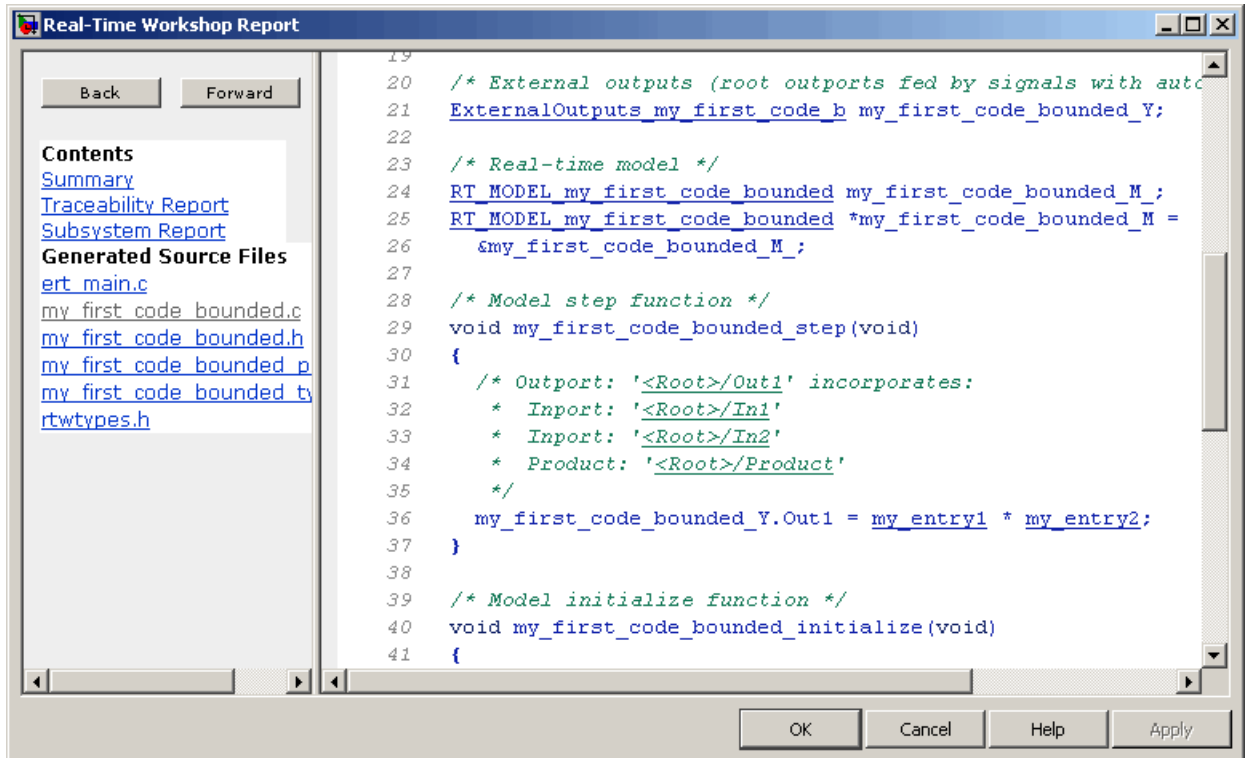 Real-Time Workshop Report
Back Forward
Contents
Summary
Traceability Report
Subsystem Report
Generated Source Files
ert_main.c
my_first_code_bounded.c
my_first_code_bounded.h
my_first_code_bounded_p
my_first_code_bounded_ty
rtwtypes.h
19
20 /* External outputs (root outports fed by signals with auto
21 ExternalOutputs_my_first_code_b my_first_code_bounded_Y;
22
23 /* Real-time model */
24 RT_MODEL_my_first_code_bounded my_first_code_bounded_M_;
25 RT_MODEL_my_first_code_bounded *my_first_code_bounded_M =
26 &my_first_code_bounded_M_;
27
28 /* Model step function */
29 void my_first_code_bounded_step(void)
30 {
31 /* Outport: '<Root>/Out1' incorporates:
32 * Inport: '<Root>/In1'
33 * Inport: '<Root>/In2'
34 * Product: '<Root>/Product'
35 */
36 my_first_code_bounded_Y.Out1 = my_entry1 * my_entry2;
37 }
38
39 /* Model initialize function */
40 void my_first_code_bounded_initialize(void)
41 {
OK Cancel Help Apply